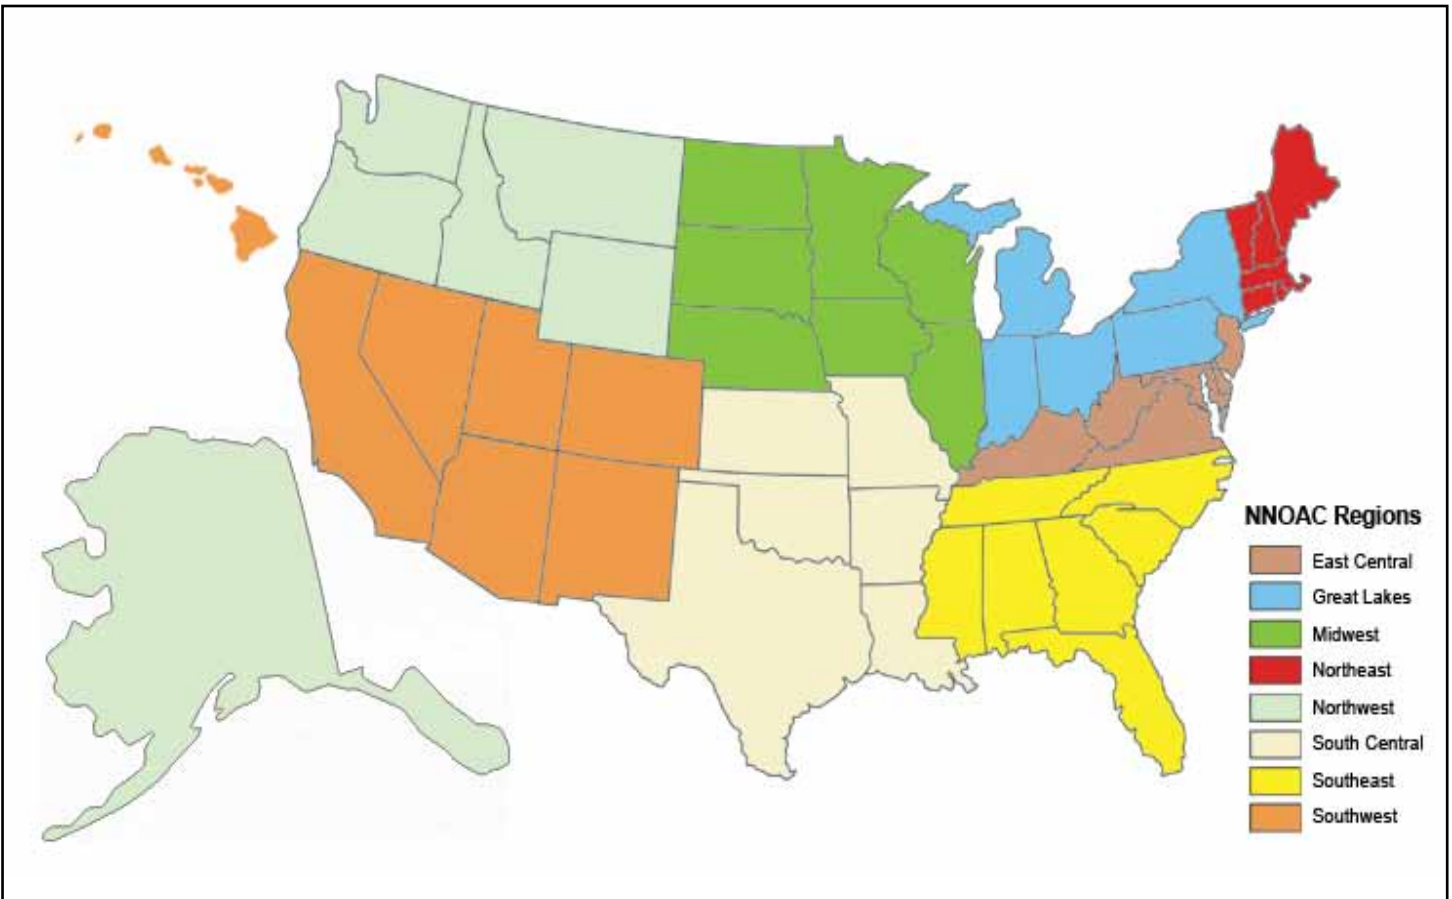 NNOAC Regions
East Central
Great Lakes
Midwest
Northeast
Northwest
South Central
Southeast
Southwest